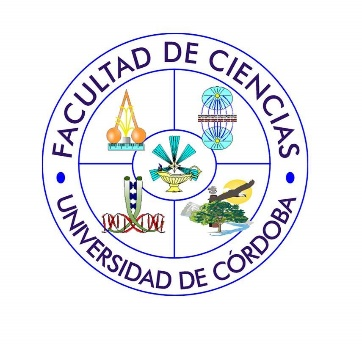 FACULTAD DE CIENCIAS
UNIVERSIDAD DE CÓRDOBA